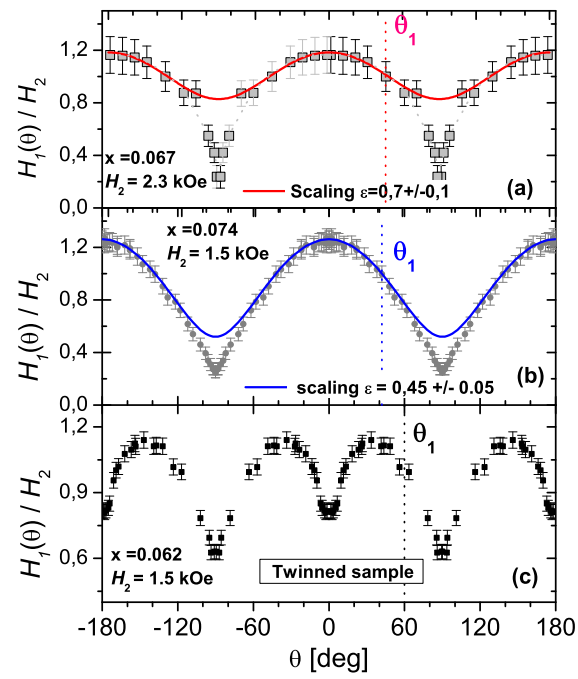 H₁(θ) / H₂
1,2
0,8
0,4
0,0
θ₁
x =0.067
H₂ = 2.3 kOe
Scaling ε=0,7+/-0,1
(a)
H₁(θ) / H₂
1,2
0,8
0,4
0,0
x =0.074
H₂ = 1.5 kOe
θ₁
scaling ε = 0,45 +/- 0.05
(b)
H₁(θ) / H₂
1,2
0,9
0,6
θ₁
x =0.062
H₂ = 1.5 kOe
Twinned sample
(c)
-180 -120 -60 0 60 120 180
θ [deg]